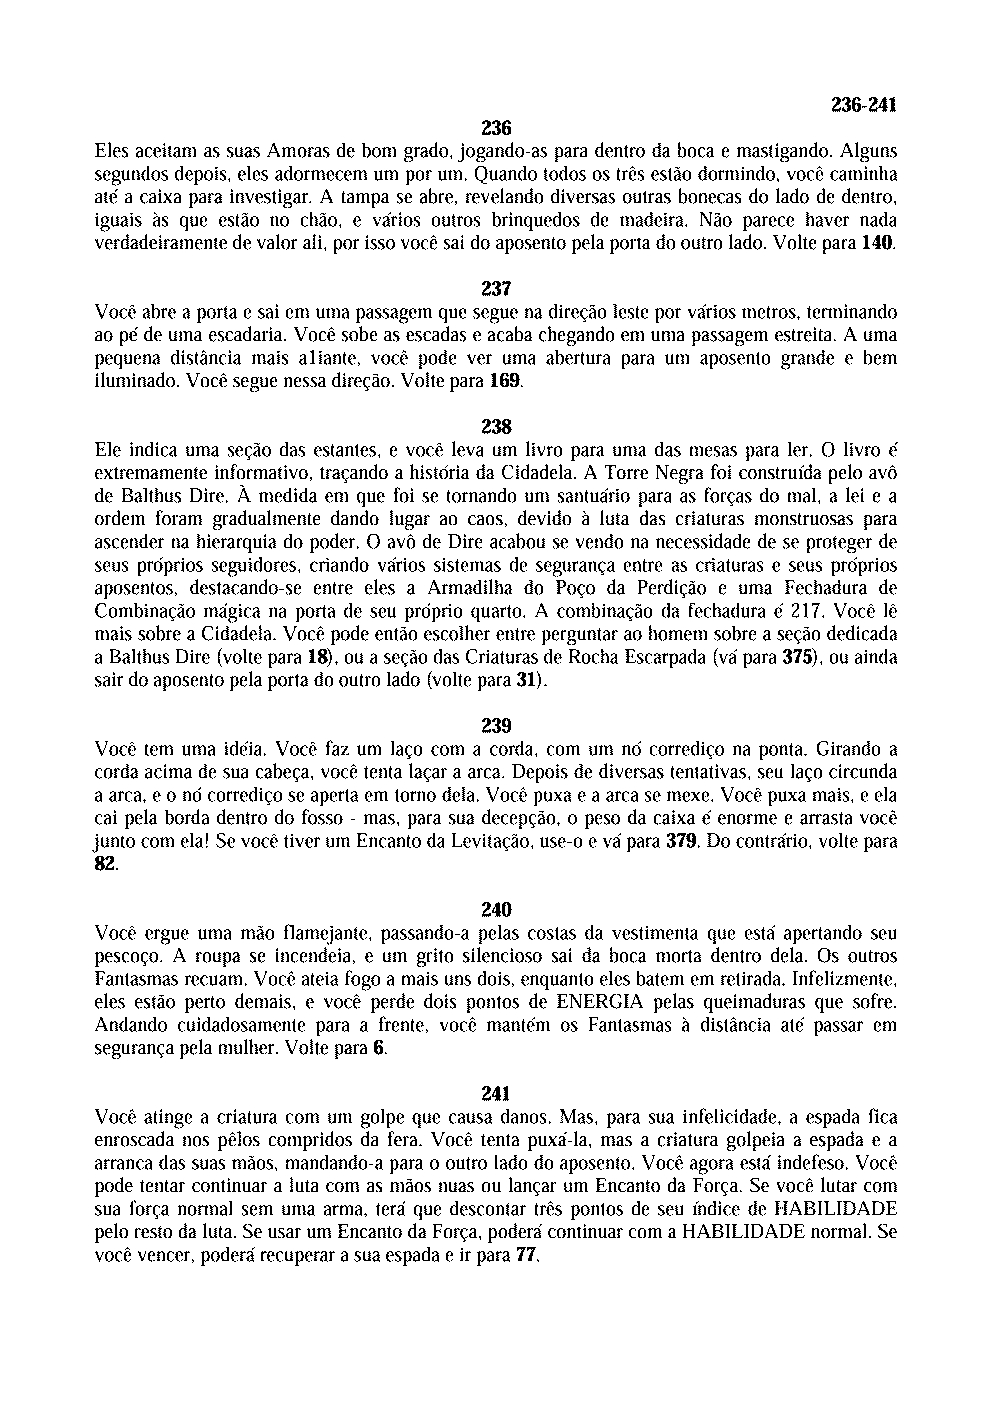 236-241
236
Eles aceitam as suas Amoras de bom grado, jogando-as para dentro da boca e mastigando. Alguns
segundos depois, eles adormecem um por um. Quando todos os três estão dormindo, você caminha
até a caixa para investigar. A tampa se abre, revelando diversas outras bonecas do lado de dentro,
iguais às que estão no chão, e vários outros brinquedos de madeira. Não parece haver nada
verdadeiramente de valor ali, por isso você sai do aposento pela porta do outro lado. Volte para 140.
237
Você abre a porta e sai em uma passagem que segue na direção leste por vários metros, terminando
ao pé de uma escadaria. Você sobe as escadas e acaba chegando em uma passagem estreita. A uma
pequena distância mais a1iante, você pode ver uma abertura para um aposento grande e bem
iluminado. Você segue nessa direção. Volte para 169.
238
Ele indica uma seção das estantes, e você leva um livro para uma das mesas para ler. O livro é
extremamente informativo, traçando a história da Cidadela. A Torre Negra foi construída pelo avô
de Balthus Dire. À medida em que foi se tornando um santuário para as forças do mal, a lei e a
ordem foram gradualmente dando lugar ao caos, devido à luta das criaturas monstruosas para
ascender na hierarquia do poder. O avô de Dire acabou se vendo na necessidade de se proteger de
seus próprios seguidores, criando vários sistemas de segurança entre as criaturas e seus próprios
aposentos, destacando-se entre eles a Armadilha do Poço da Perdição e uma Fechadura de
Combinação mágica na porta de seu próprio quarto. A combinação da fechadura é 217. Você lê
mais sobre a Cidadela. Você pode então escolher entre perguntar ao homem sobre a seção dedicada
a Balthus Dire (volte para 18), ou a seção das Criaturas de Rocha Escarpada (vá para 375), ou ainda
sair do aposento pela porta do outro lado (volte para 31).
239
Você tem uma idéia. Você faz um laço com a corda, com um nó corrediço na ponta. Girando a
corda acima de sua cabeça, você tenta laçar a arca. Depois de diversas tentativas, seu laço circunda
a arca, e o nó corrediço se aperta em torno dela. Você puxa e a arca se mexe. Você puxa mais, e ela
cai pela borda dentro do fosso - mas, para sua decepção, o peso da caixa é enorme e arrasta você
junto com ela! Se você tiver um Encanto da Levitação, use-o e vá para 379. Do contrário, volte para
82.
240
Você ergue uma mão flamejante, passando-a pelas costas da vestimenta que está apertando seu
pescoço. A roupa se incendeia, e um grito silencioso sai da boca morta dentro dela. Os outros
Fantasmas recuam. Você ateia fogo a mais uns dois, enquanto eles batem em retirada. Infelizmente,
eles estão perto demais, e você perde dois pontos de ENERGIA pelas queimaduras que sofre.
Andando cuidadosamente para a frente, você mantém os Fantasmas à distância até passar em
segurança pela mulher. Volte para 6.
241
Você atinge a criatura com um golpe que causa danos. Mas, para sua infelicidade, a espada fica
enroscada nos pêlos compridos da fera. Você tenta puxá-la, mas a criatura golpeia a espada e a
arranca das suas mãos, mandando-a para o outro lado do aposento. Você agora está indefeso. Você
pode tentar continuar a luta com as mãos nuas ou lançar um Encanto da Força. Se você lutar com
sua força normal sem uma arma, terá que descontar três pontos de seu índice de HABILIDADE
pelo resto da luta. Se usar um Encanto da Força, poderá continuar com a HABILIDADE normal. Se
você vencer, poderá recuperar a sua espada e ir para 77.